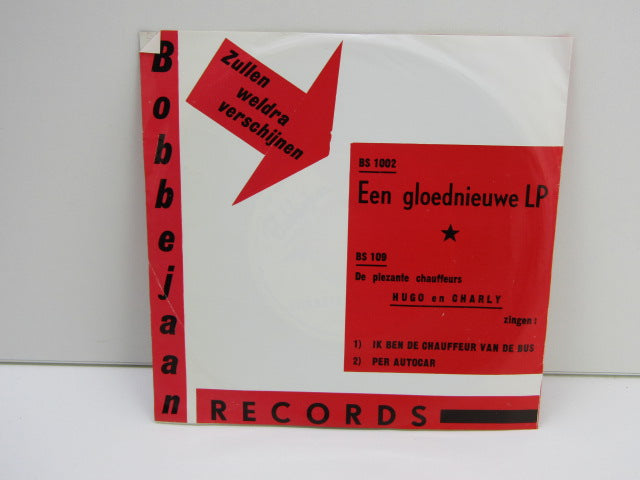 Bobbejaan
Zullen
weldra
verschijnen
BS 1002
Een gloednieuwe LP
BS 109
De plezante chauffeurs
HUGO en CHARLY
zingen:
1) IK BEN DE CHAUFFEUR VAN DE BUS
2) PER AUTOCAR
RECORDS